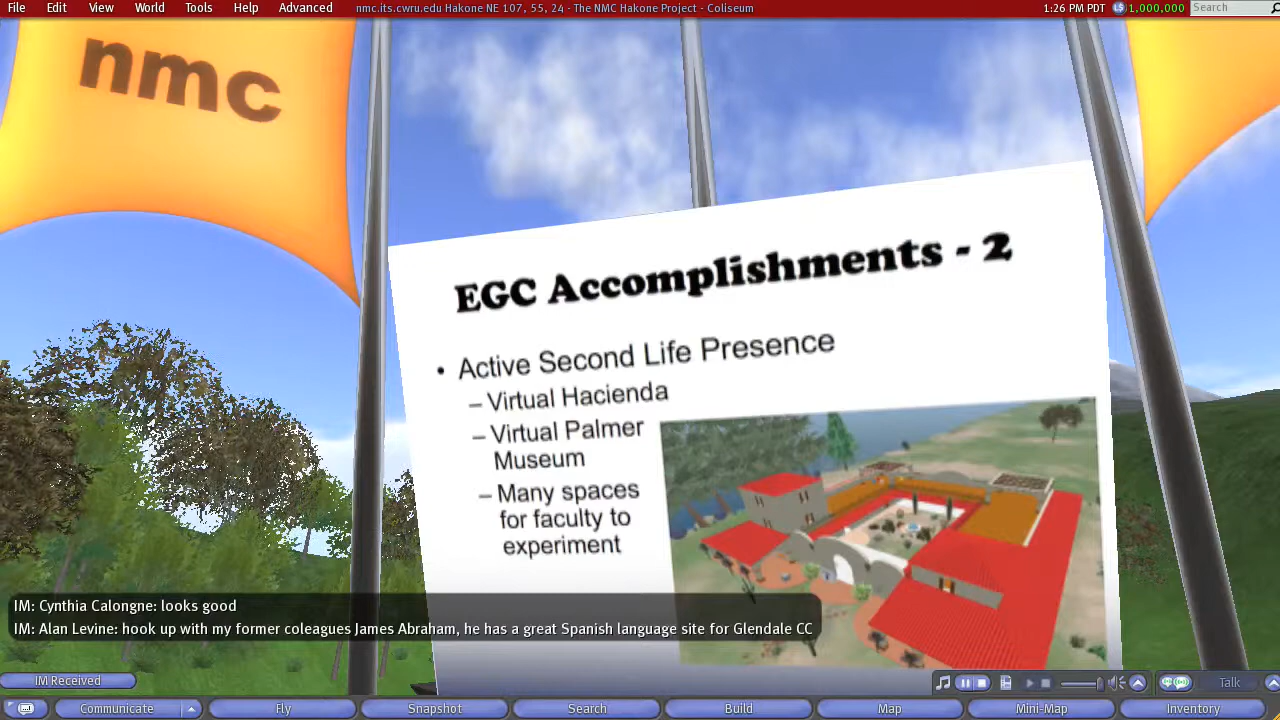 File Edit View World Tools Help Advanced nmc.its.cwru.edu Hakone NE 107, 55, 24 - The NMC Hakone Project - Coliseum 1:26 PM PDT L$ 1,000,000 Search
nmc
EGC Accomplishments - 2
• Active Second Life Presence
– Virtual Hacienda
– Virtual Palmer
Museum
– Many spaces
for faculty to
experiment
IM: Cynthia Calongne: looks good
IM: Alan Levine: hook up with my former coleagues James Abraham, he has a great Spanish language site for Glendale CC
IM Received
Talk
Communicate Fly Snapshot Search Build Map Mini-Map Inventory